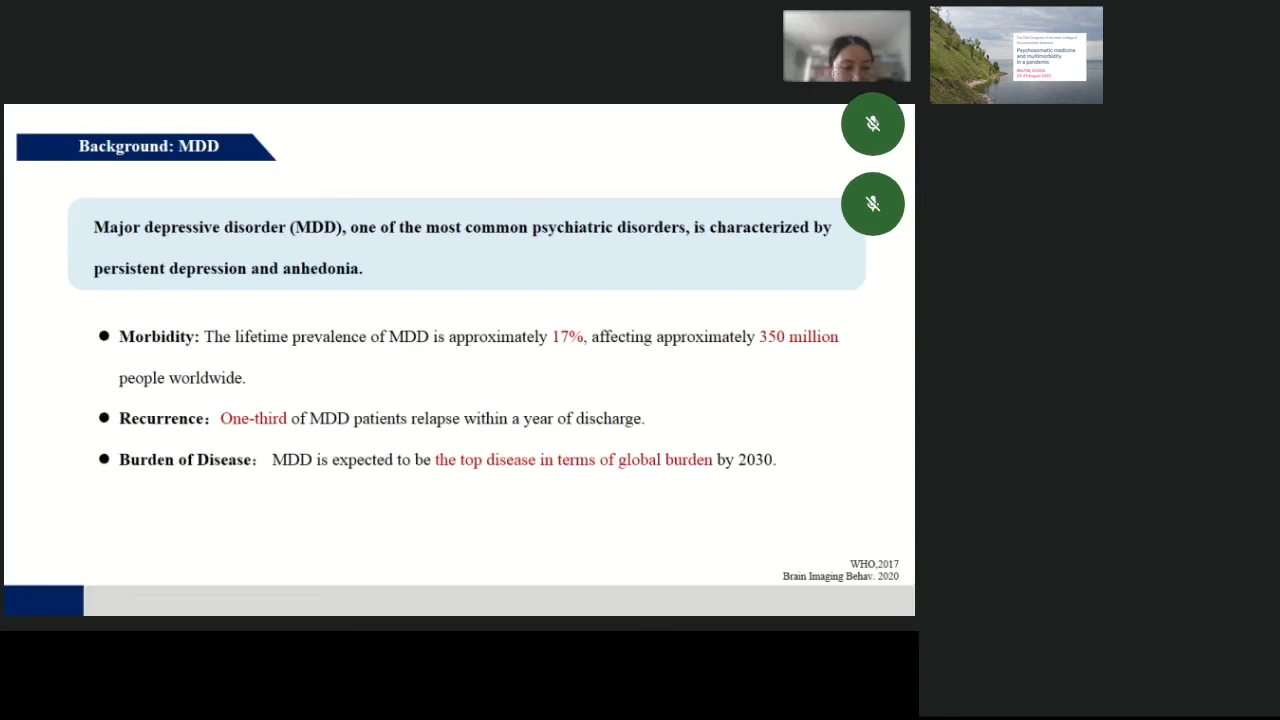 Psychosomatic medicine
and multimorbidity
in a pandemic
Background: MDD
Major depressive disorder (MDD), one of the most common psychiatric disorders, is characterized by
persistent depression and anhedonia.
● Morbidity: The lifetime prevalence of MDD is approximately 17%, affecting approximately 350 million
people worldwide.
● Recurrence： One-third of MDD patients relapse within a year of discharge.
● Burden of Disease： MDD is expected to be the top disease in terms of global burden by 2030.
WHO,2017
Brain Imaging Behav. 2020